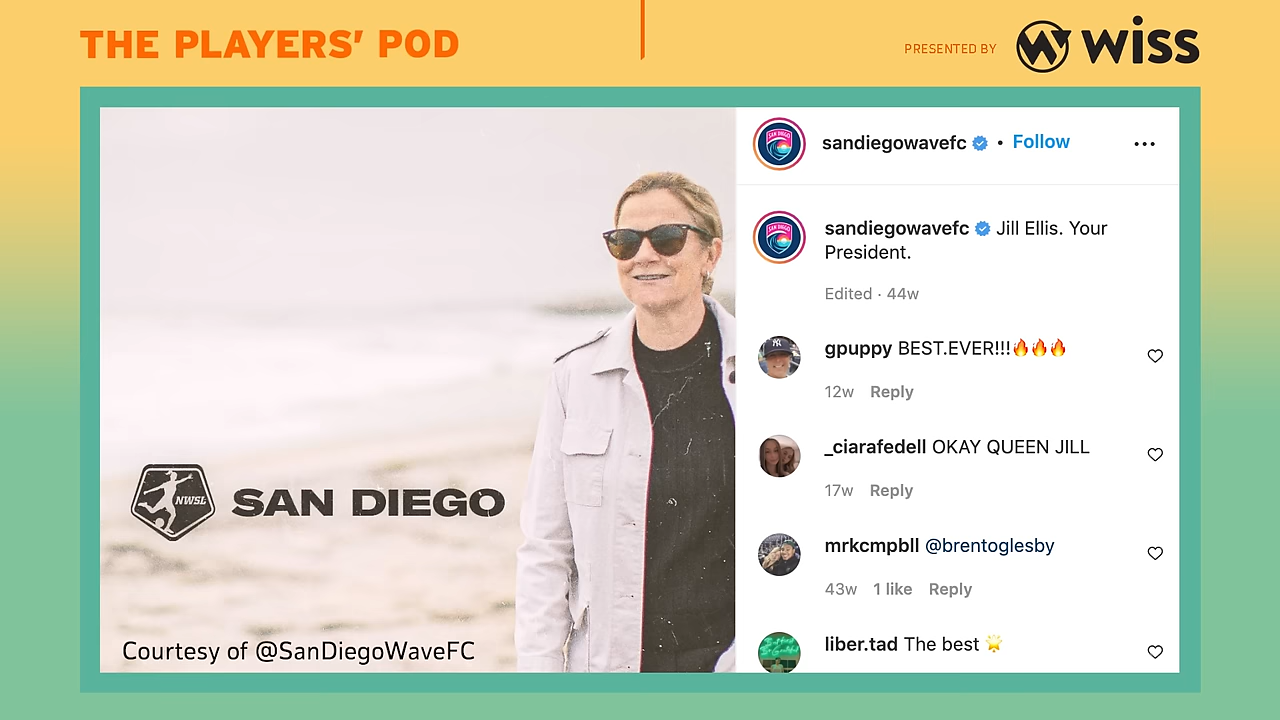 THE PLAYERS' POD
PRESENTED BY
W wiss
sandiegowavefc • Follow
sandiegowavefc Jill Ellis. Your
President.
Edited · 44w
gpuppy BEST.EVER!!!🔥🔥🔥
12w Reply
_ciarafedell OKAY QUEEN JILL
17w Reply
mrkcmpbll @brentoglesby
43w 1 like Reply
liber.tad The best 🌟
NWSL
SAN DIEGO
Courtesy of @SanDiegoWaveFC